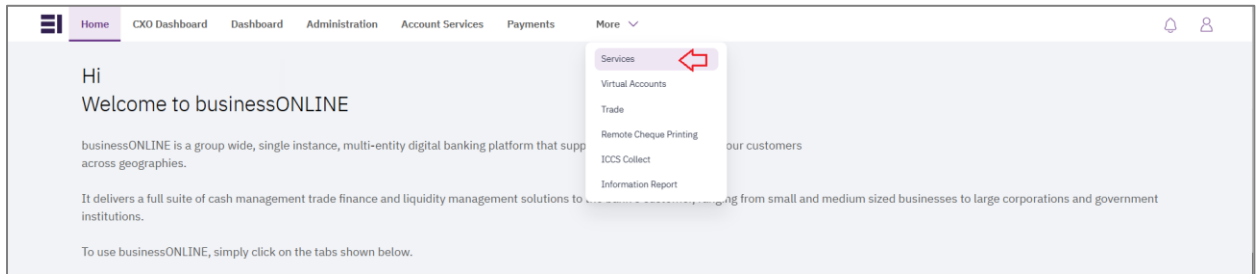 Home CXO Dashboard Dashboard Administration Account Services Payments More
Services
Virtual Accounts
Trade
Remote Cheque Printing
ICCS Collect
Information Report
Hi
Welcome to businessONLINE
businessONLINE is a group wide, single instance, multi-entity digital banking platform that supp our customers
across geographies.
It delivers a full suite of cash management trade finance and liquidity management solutions to ranging from small and medium sized businesses to large corporations and government
institutions.
To use businessONLINE, simply click on the tabs shown below.